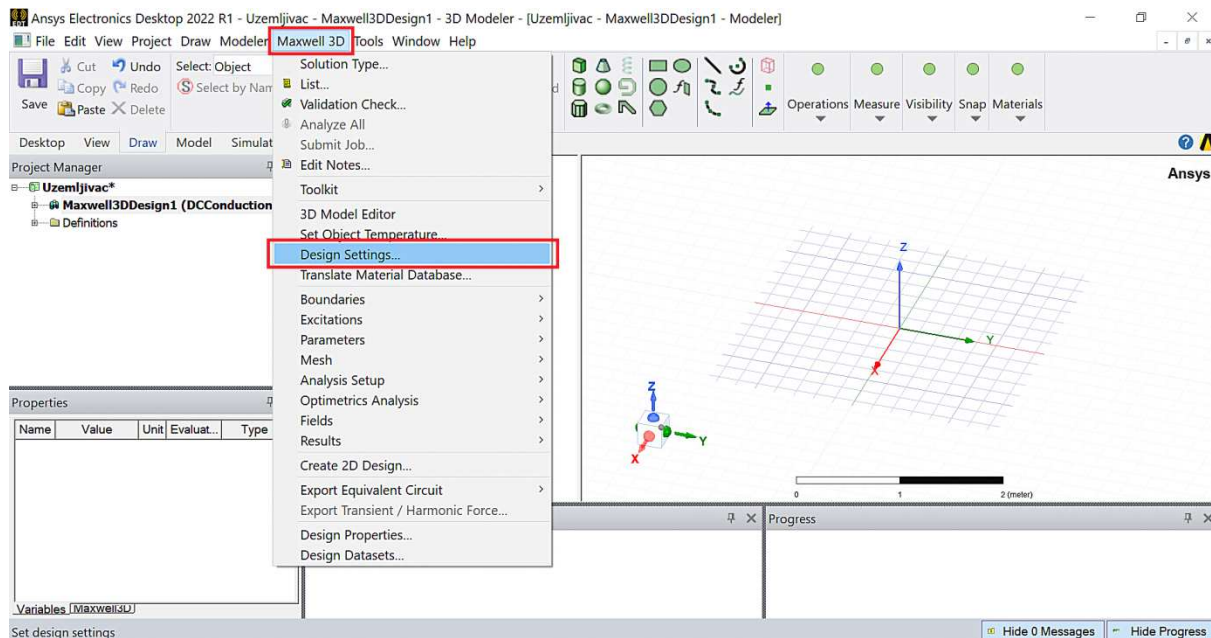 Ansys Electronics Desktop 2022 R1 - Uzemljivac - Maxwell3DDesign1 - 3D Modeler - [Uzemljivac - Maxwell3DDesign1 - Modeler]
File Edit View Project Draw Modeler Maxwell 3D Tools Window Help
Save
Cut
Copy
Paste
Undo
Redo
Delete
Select: Object
Select by Nam
Operations Measure Visibility Snap Materials
Desktop View Draw Model Simulat
Project Manager
Uzemljivac*
Maxwell3DDesign1 (DCConduction
Definitions
Solution Type...
List...
Validation Check...
Analyze All
Submit Job...
Edit Notes...
Toolkit
3D Model Editor
Set Object Temperature...
Design Settings...
Translate Material Database...
Boundaries
Excitations
Parameters
Mesh
Analysis Setup
Optimetrics Analysis
Fields
Results
Create 2D Design...
Export Equivalent Circuit
Export Transient / Harmonic Force...
Design Properties...
Design Datasets...
Ansys
Z
Y
X
Z
Y
X
0 1 2 (meter)
Properties
Name Value Unit Evaluat... Type
Variables Maxwell3D
Progress
Set design settings
Hide 0 Messages Hide Progress